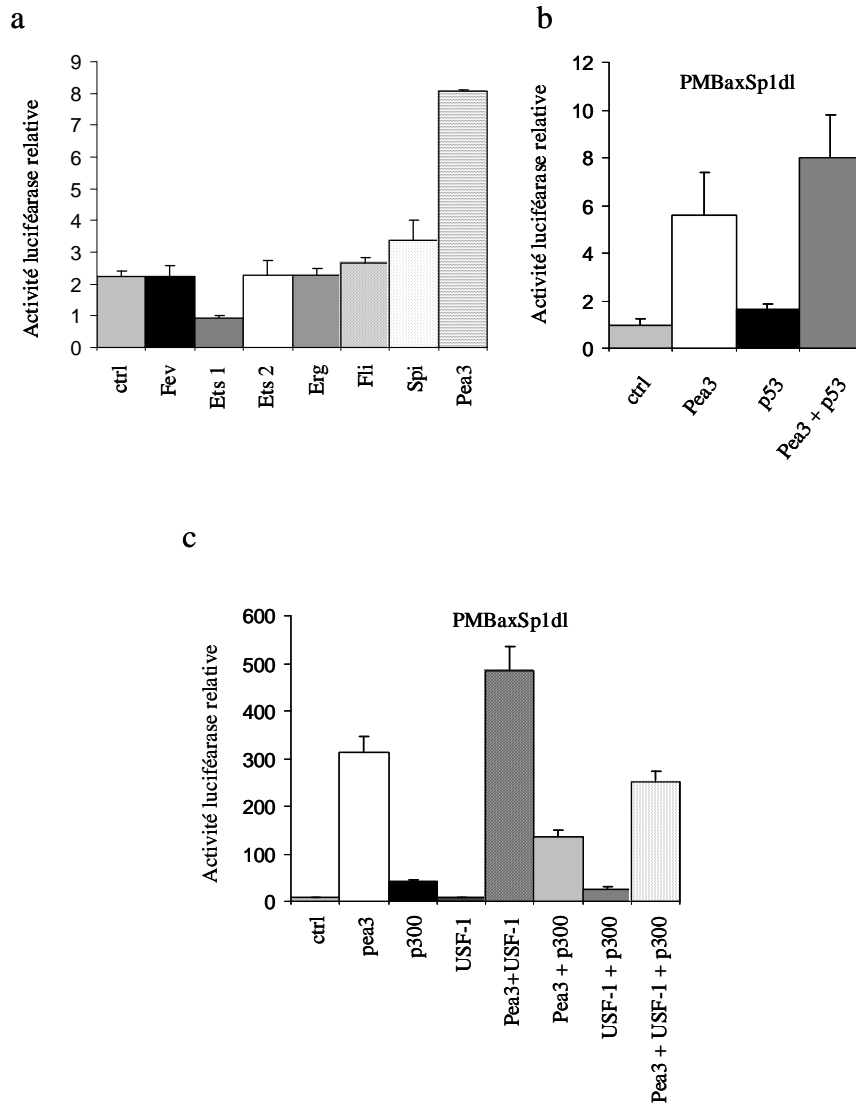 a
9
8
7
6
5
4
3
2
1
0
Activité luciférarase relative
ctrl
Fev
Ets 1
Ets 2
Erg
Fli
Spi
Pea3
b
PMBaxSp1dl
12
10
8
6
4
2
0
Activité luciférarase relative
ctrl
Pea3
p53
Pea3 + p53
c
PMBaxSp1dl
600
500
400
300
200
100
0
Activité luciférarase relative
ctrl
pea3
p300
USF-1
Pea3+USF-1
Pea3 + p300
USF-1 + p300
Pea3 + USF-1 + p300